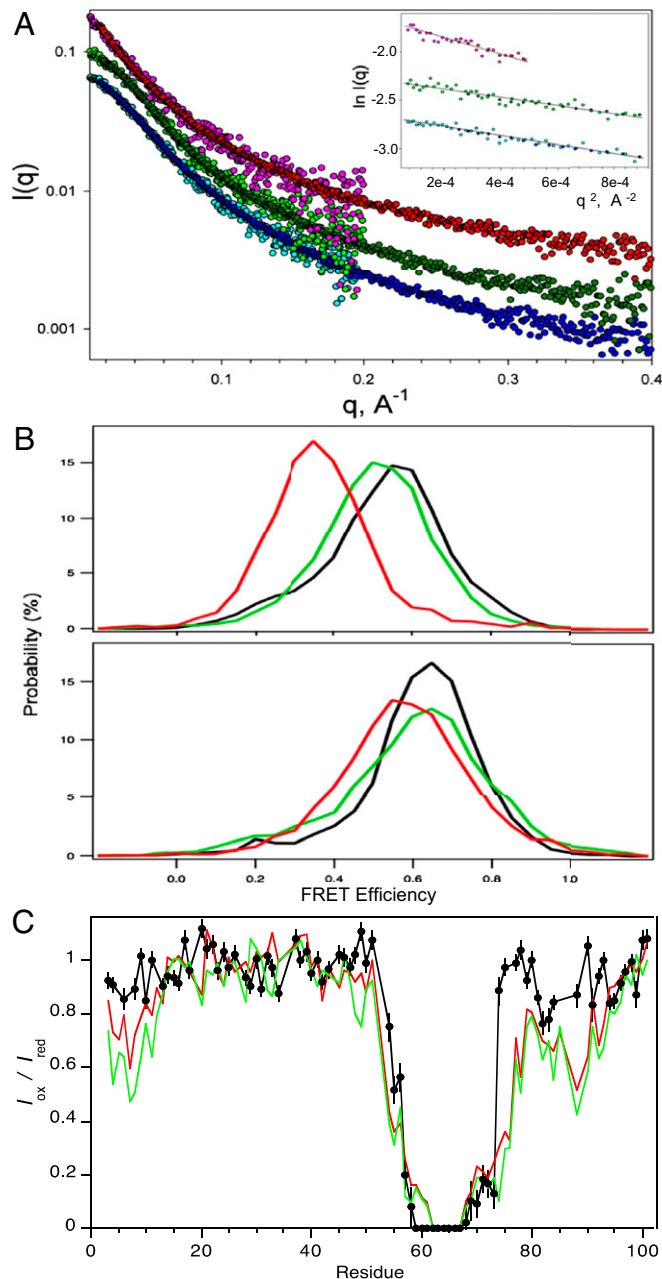 A
0.1
0.01
0.001
I(q)
0.1
0.2
0.3
0.4
q, A-1
-2.0
-2.5
-3.0
ln I(q)
2e-4
4e-4
6e-4
8e-4
q 2, A -2
B
15
10
5
0
15
10
5
0
Probability (%)
0.0
0.2
0.4
0.6
0.8
1.0
FRET Efficiency
C
1
0.8
0.6
0.4
0.2
0
Iox / Ired
0
20
40
60
80
100
Residue